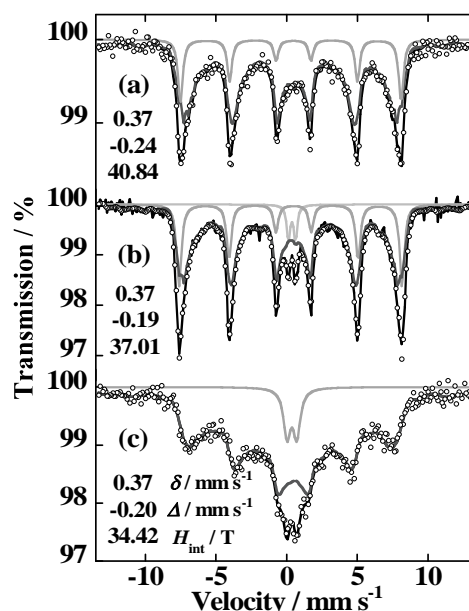 100
(a)
99
0.37
-0.24
40.84
100
99
(b)
98
0.37
-0.19
97
37.01
100
99
(c)
98
0.37 δ / mm s-1
-0.20 Δ / mm s-1
34.42 Hint / T
97
-10 -5 0 5 10
Velocity / mm s-1
Transmission / %